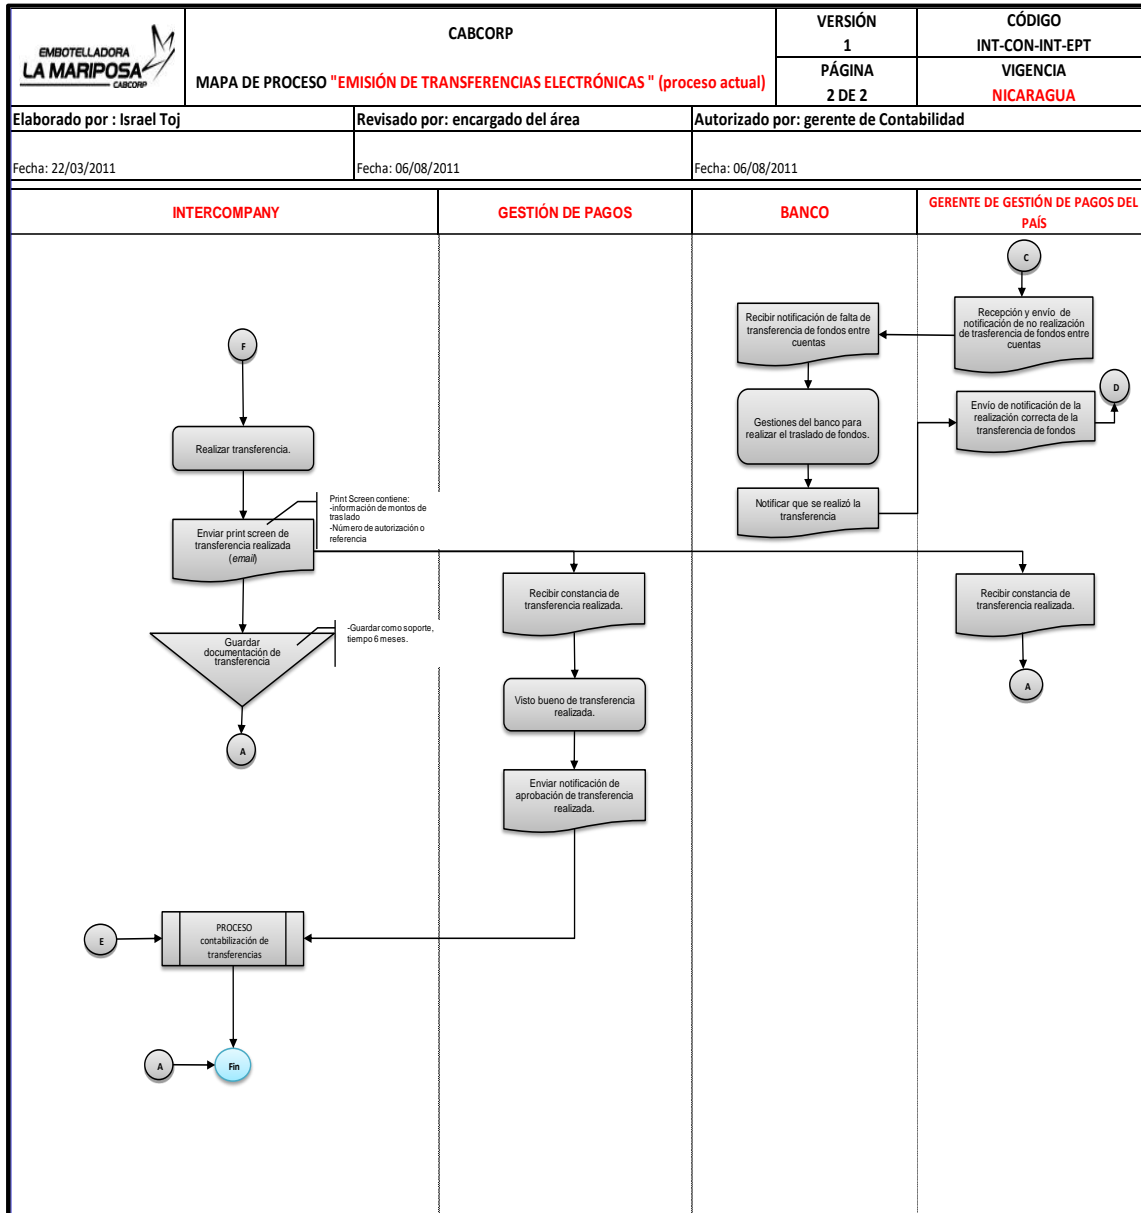 EMBOTELLADORA
LA MARIPOSA
CABCORP
CABCORP
MAPA DE PROCESO "EMISIÓN DE TRANSFERENCIAS ELECTRÓNICAS " (proceso actual)
VERSIÓN
1
CÓDIGO
INT-CON-INT-EPT
PÁGINA
2 DE 2
VIGENCIA
NICARAGUA
Elaborado por : Israel Toj
Revisado por: encargado del área
Autorizado por: gerente de Contabilidad
Fecha: 22/03/2011
Fecha: 06/08/2011
Fecha: 06/08/2011
INTERCOMPANY
GESTIÓN DE PAGOS
BANCO
GERENTE DE GESTIÓN DE PAGOS DEL
PAÍS
C
Recibir notificación de falta de
transferencia de fondos entre
cuentas
Recepción y envío de
notificación de no realización
de trasferencia de fondos entre
cuentas
F
D
Gestiones del banco para
realizar el traslado de fondos.
Envío de notificación de la
realización correcta de la
transferencia de fondos
Realizar transferencia.
Notificar que se realizó la
transferencia
Print Screen contiene:
-información de montos de
traslado
-Número de autorización o
referencia
Enviar print screen de
transferencia realizada
(email)
Recibir constancia de
transferencia realizada.
Recibir constancia de
transferencia realizada.
-Guardar como soporte,
tiempo 6 meses.
Guardar
documentación de
transferencia
A
Visto bueno de transferencia
realizada.
A
Enviar notificación de
aprobación de transferencia
realizada.
E
PROCESO
contabilización de
transferencias
A
Fin